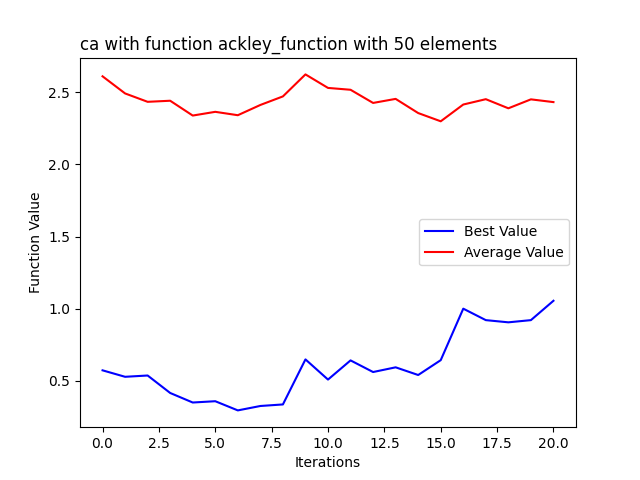 ca with function ackley_function with 50 elements
2.5
2.0
1.5
1.0
0.5
Function Value
Best Value
Average Value
0.0 2.5 5.0 7.5 10.0 12.5 15.0 17.5 20.0
Iterations